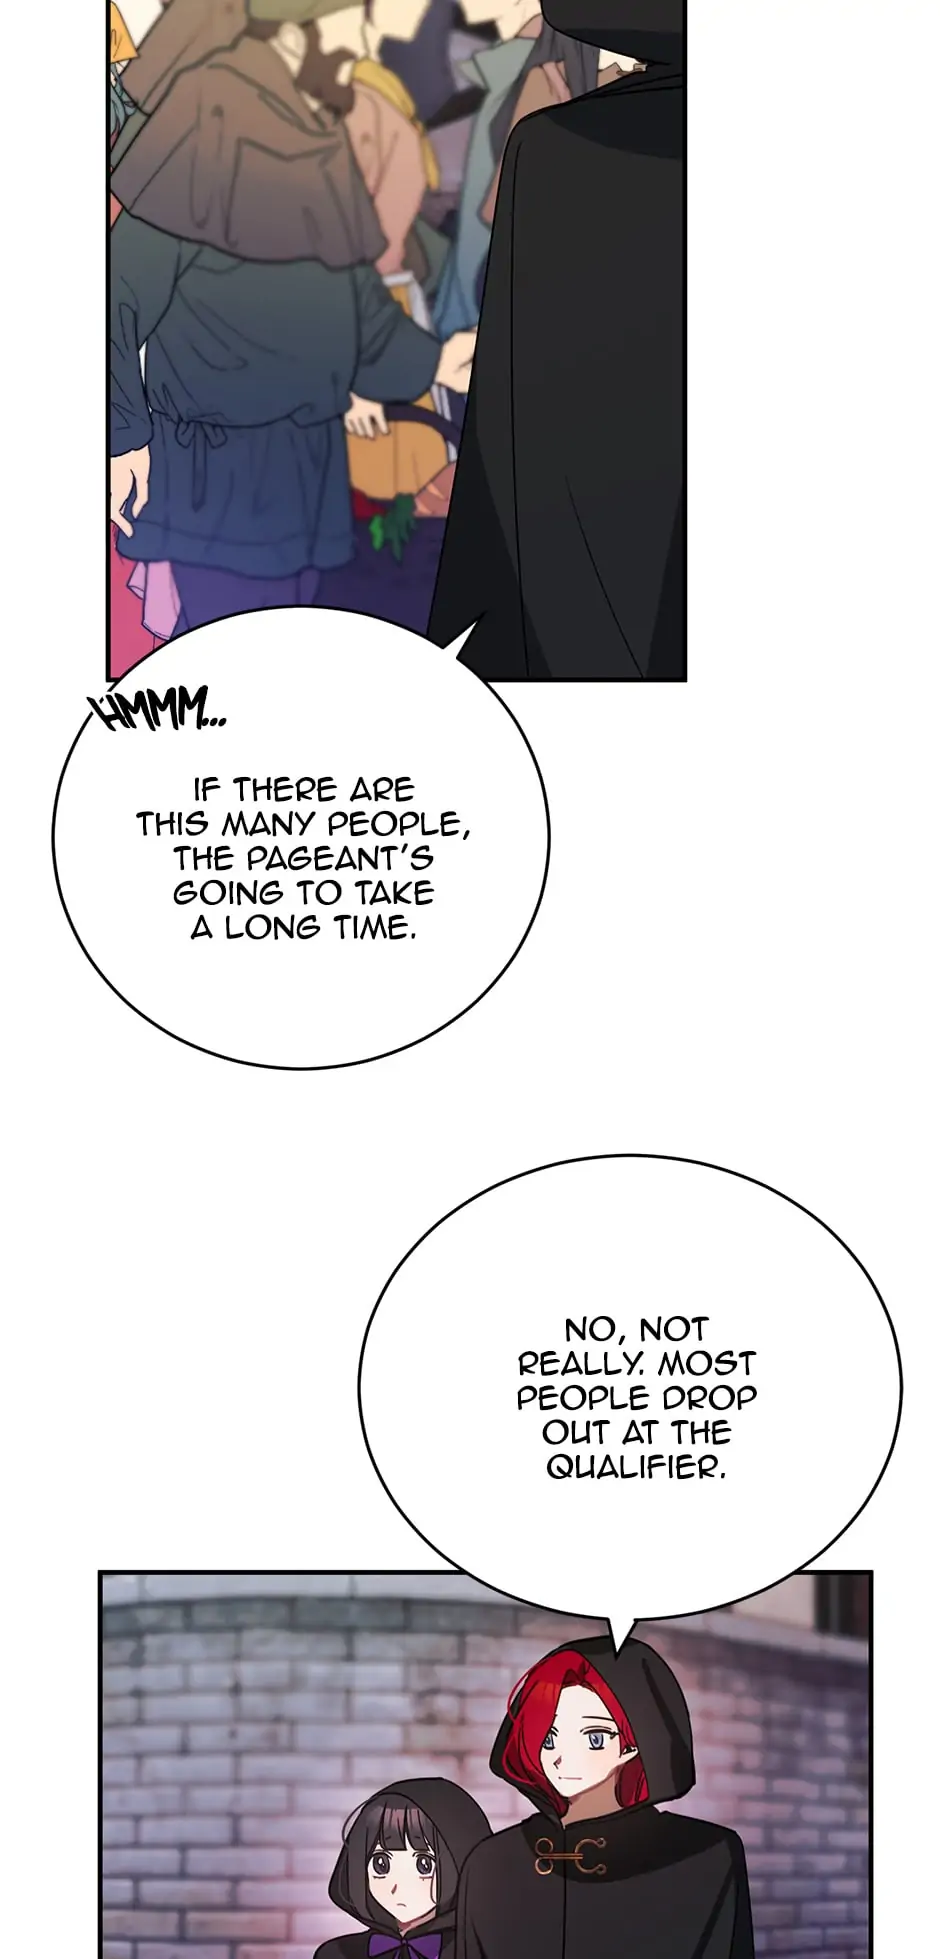 HMMM...
IF THERE ARE
THIS MANY PEOPLE,
THE PAGEANT'S
GOING TO TAKE
A LONG TIME.
NO, NOT
REALLY. MOST
PEOPLE DROP
OUT AT THE
QUALIFIER.